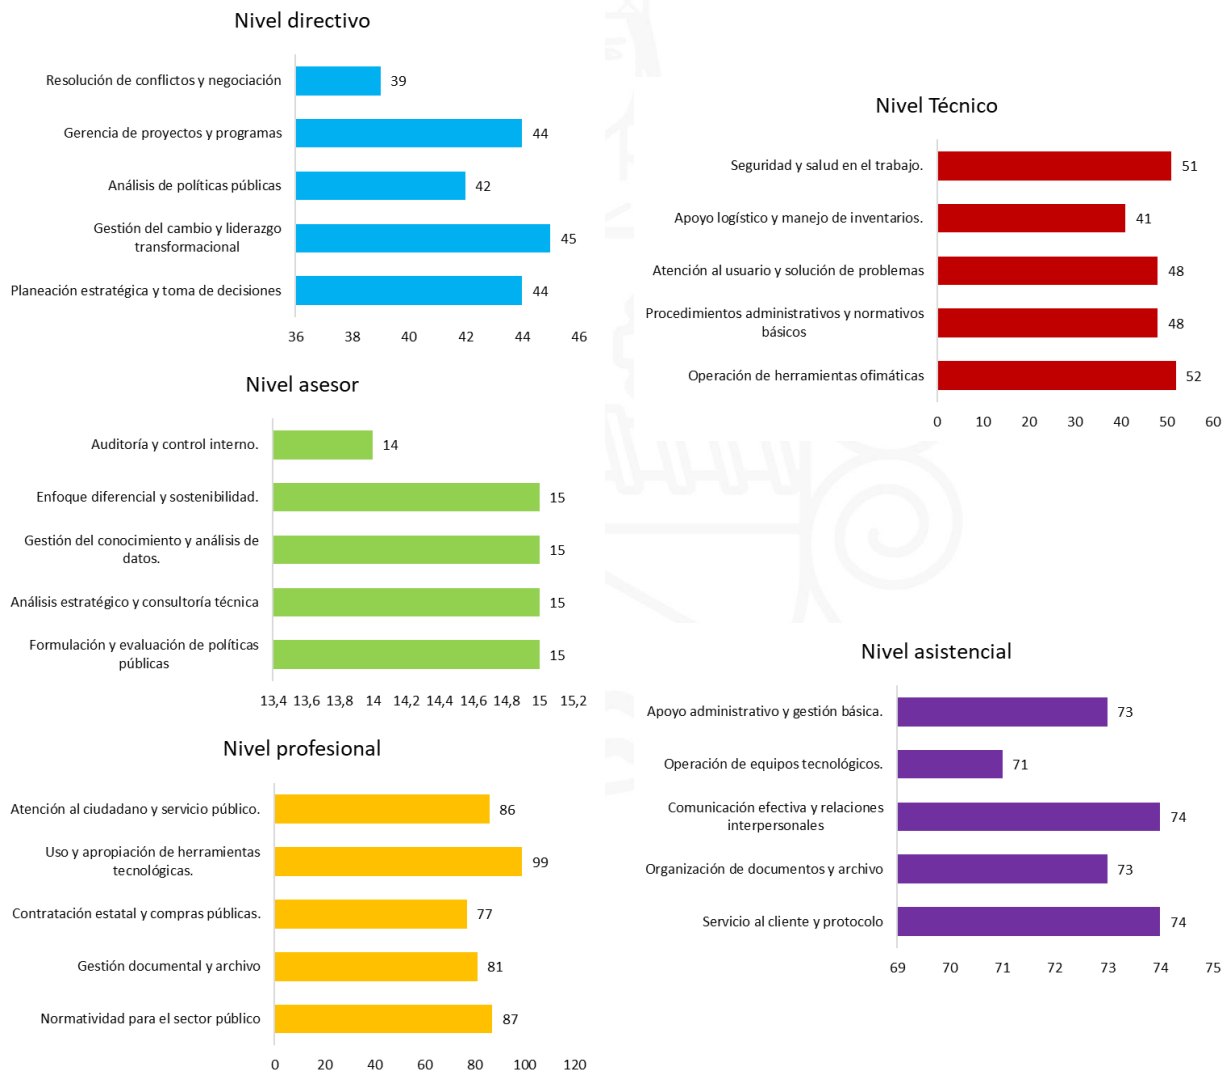 Nivel directivo
Resolución de conflictos y negociación 39
Gerencia de proyectos y programas 44
Análisis de políticas públicas 42
Gestión del cambio y liderazgo
transformacional 45
Planeación estratégica y toma de decisiones 44
36 38 40 42 44 46
Nivel asesor
Auditoría y control interno. 14
Enfoque diferencial y sostenibilidad. 15
Gestión del conocimiento y análisis de
datos. 15
Análisis estratégico y consultoría técnica 15
Formulación y evaluación de políticas
públicas 15
13,4 13,6 13,8 14 14,2 14,4 14,6 14,8 15 15,2
Nivel profesional
Atención al ciudadano y servicio público. 86
Uso y apropiación de herramientas
tecnológicas. 99
Contratación estatal y compras públicas. 77
Gestión documental y archivo 81
Normatividad para el sector público 87
0 20 40 60 80 100 120
Nivel Técnico
Seguridad y salud en el trabajo. 51
Apoyo logístico y manejo de inventarios. 41
Atención al usuario y solución de problemas 48
Procedimientos administrativos y normativos
básicos 48
Operación de herramientas ofimáticas 52
0 10 20 30 40 50 60
Nivel asistencial
Apoyo administrativo y gestión básica. 73
Operación de equipos tecnológicos. 71
Comunicación efectiva y relaciones
interpersonales 74
Organización de documentos y archivo 73
Servicio al cliente y protocolo 74
69 70 71 72 73 74 75